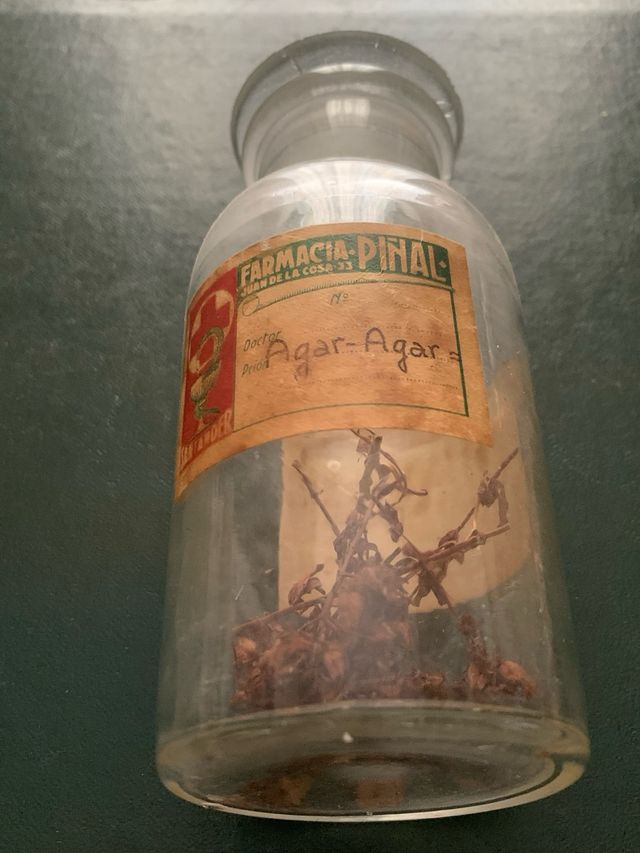 FARMACIA·PIÑAL·
JUAN DE LA COSA·33
Nº
Doctor
Agar-Agar=
SANTANDER